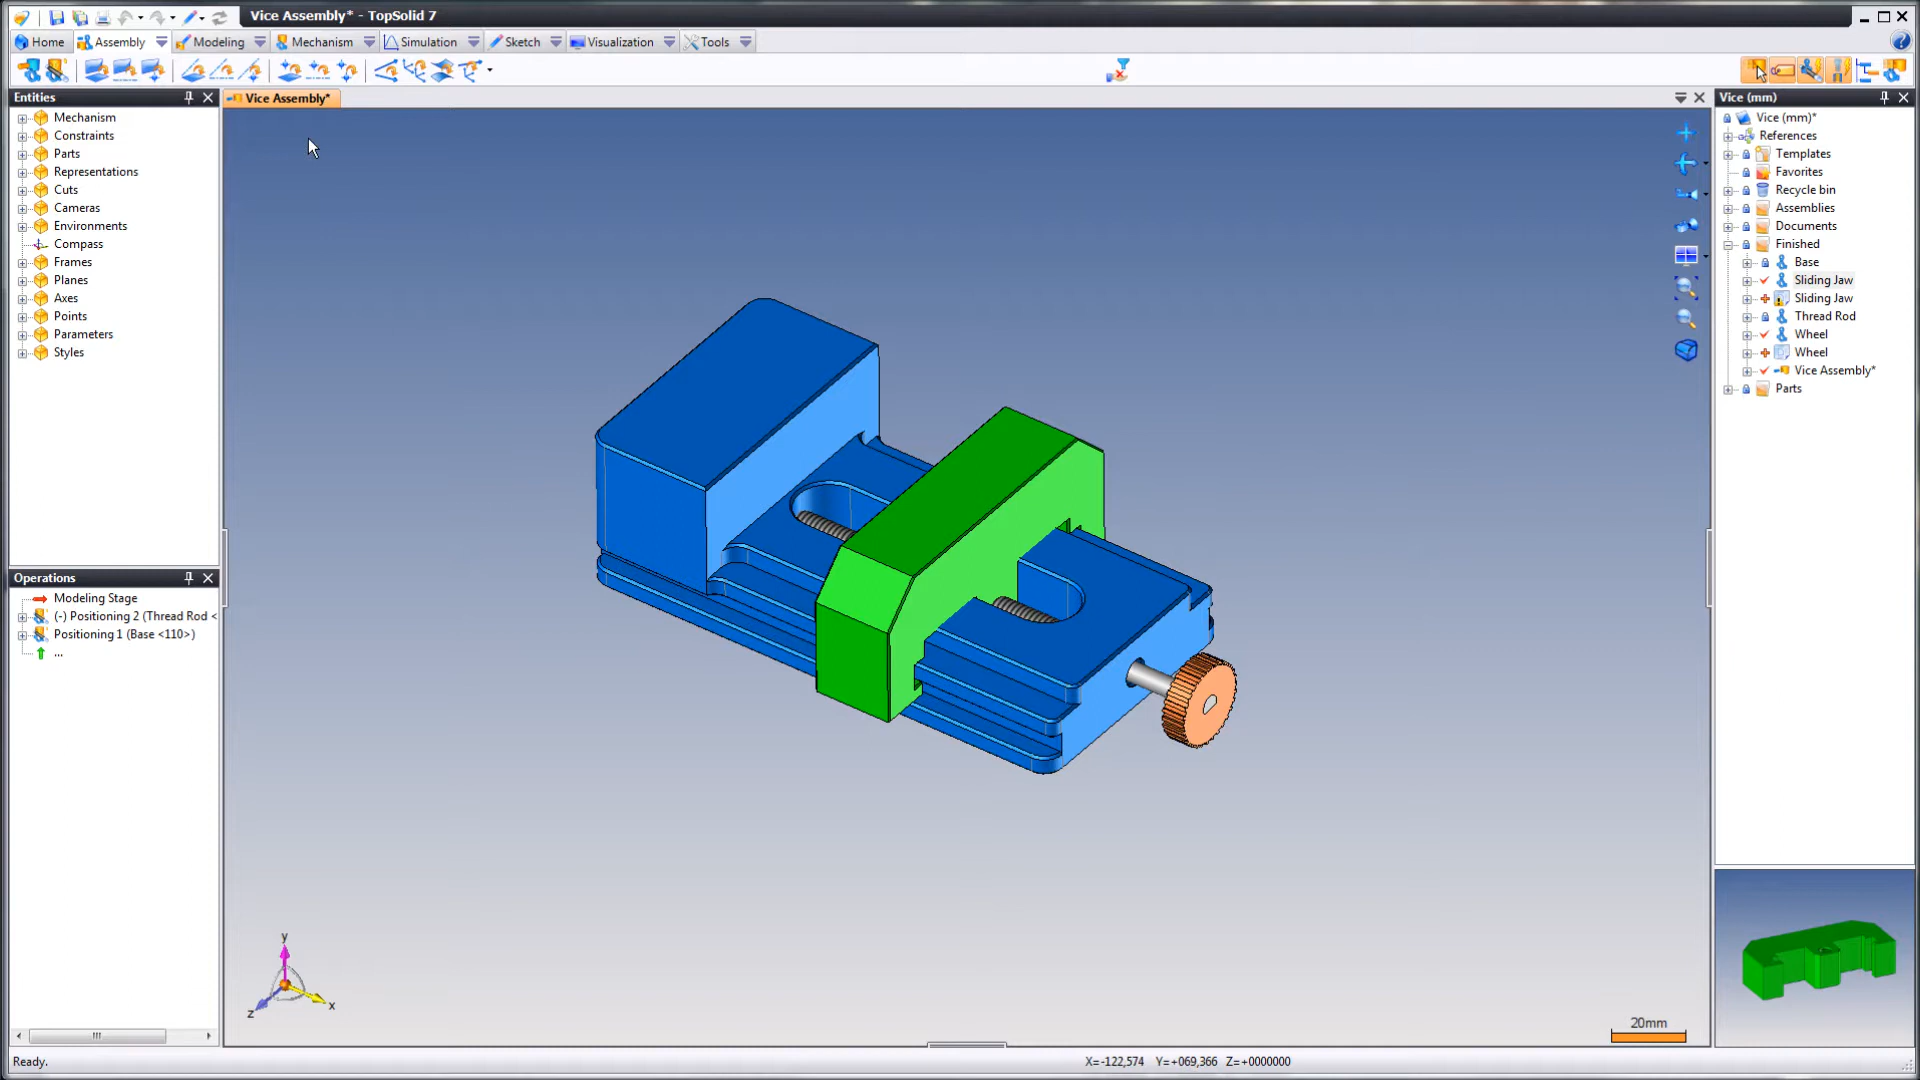 Vice Assembly* - TopSolid 7
Home
Assembly
Modeling
Mechanism
Simulation
Sketch
Visualization
Tools
Entities
Mechanism
Constraints
Parts
Representations
Cuts
Cameras
Environments
Compass
Frames
Planes
Axes
Points
Parameters
Styles
Operations
Modeling Stage
(-) Positioning 2 (Thread Rod <
Positioning 1 (Base <110>)
...
Vice Assembly*
y
x
z
20mm
Vice (mm)
Vice (mm)*
References
Templates
Favorites
Recycle bin
Assemblies
Documents
Finished
Base
Sliding Jaw
Sliding Jaw
Thread Rod
Wheel
Wheel
Vice Assembly*
Parts
Ready.
X=-122,574 Y=+069,366 Z=+0000000